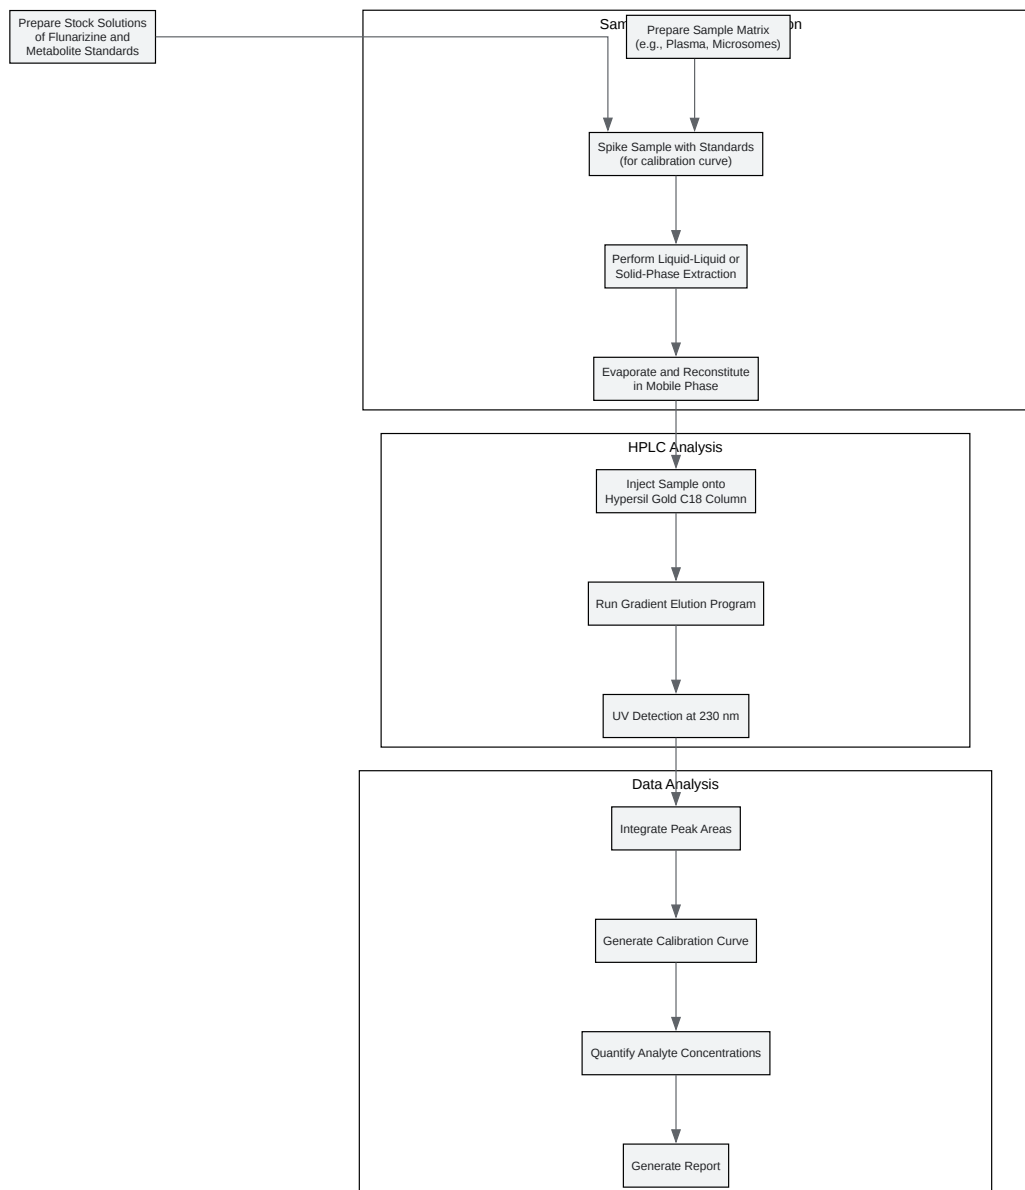 Prepare Stock Solutions
of Flunarizine and
Metabolite Standards
Prepare Sample Matrix
(e.g., Plasma, Microsomes)
Spike Sample with Standards
(for calibration curve)
Perform Liquid-Liquid or
Solid-Phase Extraction
Evaporate and Reconstitute
in Mobile Phase
HPLC Analysis
Inject Sample onto
Hypersil Gold C18 Column
Run Gradient Elution Program
UV Detection at 230 nm
Data Analysis
Integrate Peak Areas
Generate Calibration Curve
Quantify Analyte Concentrations
Generate Report